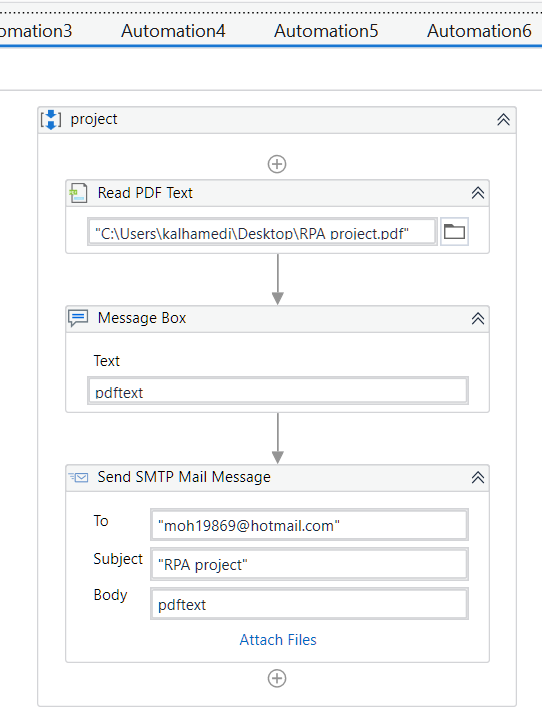 omation3 Automation4 Automation5 Automation6
project
Read PDF Text
"C:\Users\kalhamedi\Desktop\RPA project.pdf"
Message Box
Text
pdftext
Send SMTP Mail Message
To "moh19869@hotmail.com"
Subject "RPA project"
Body pdftext
Attach Files